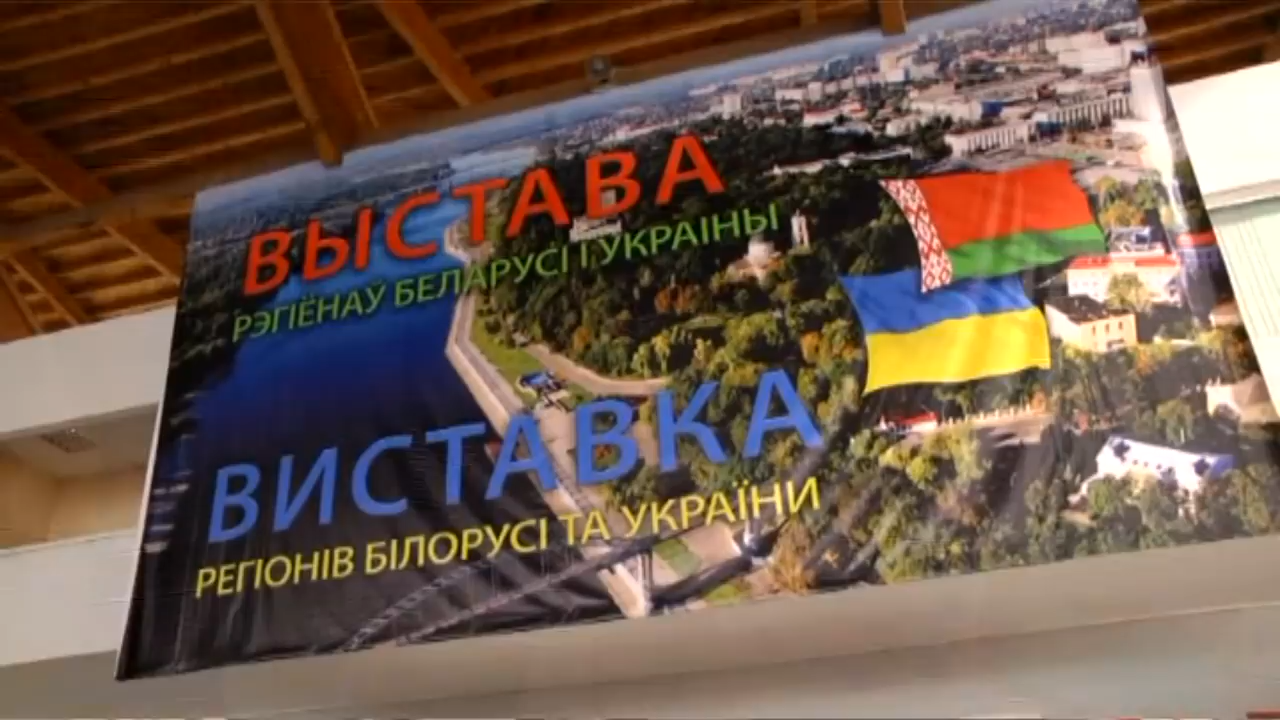 ВЫСТАВА
РЭГІЁНАЎ БЕЛАРУСІ І УКРАІНЫ
ВИСТАВКА
РЕГІОНІВ БІЛОРУСІ ТА УКРАЇНИ